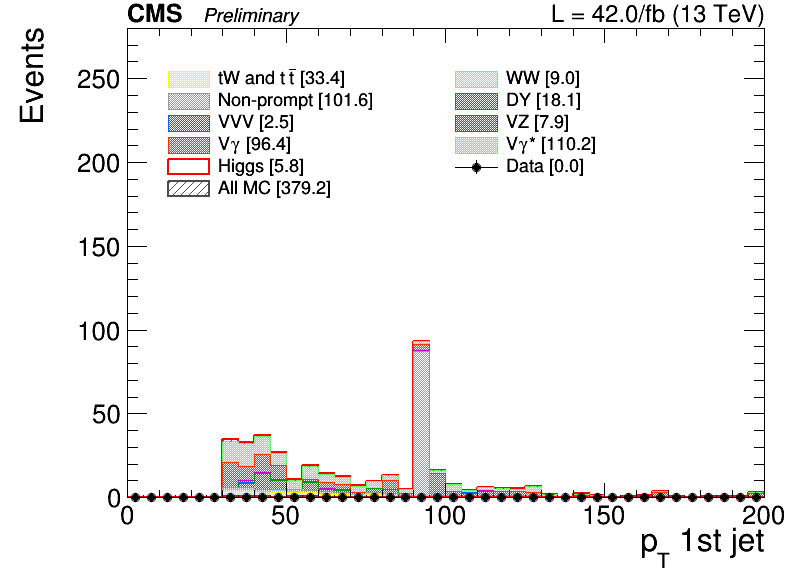 CMS Preliminary L = 42.0/fb (13 TeV)
Events
250
200
150
100
50
0
tW and t t̄ [33.4]
Non-prompt [101.6]
VVV [2.5]
Vγ [96.4]
Higgs [5.8]
All MC [379.2]
WW [9.0]
DY [18.1]
VZ [7.9]
Vγ* [110.2]
Data [0.0]
0 50 100 150 200
p_T 1st jet